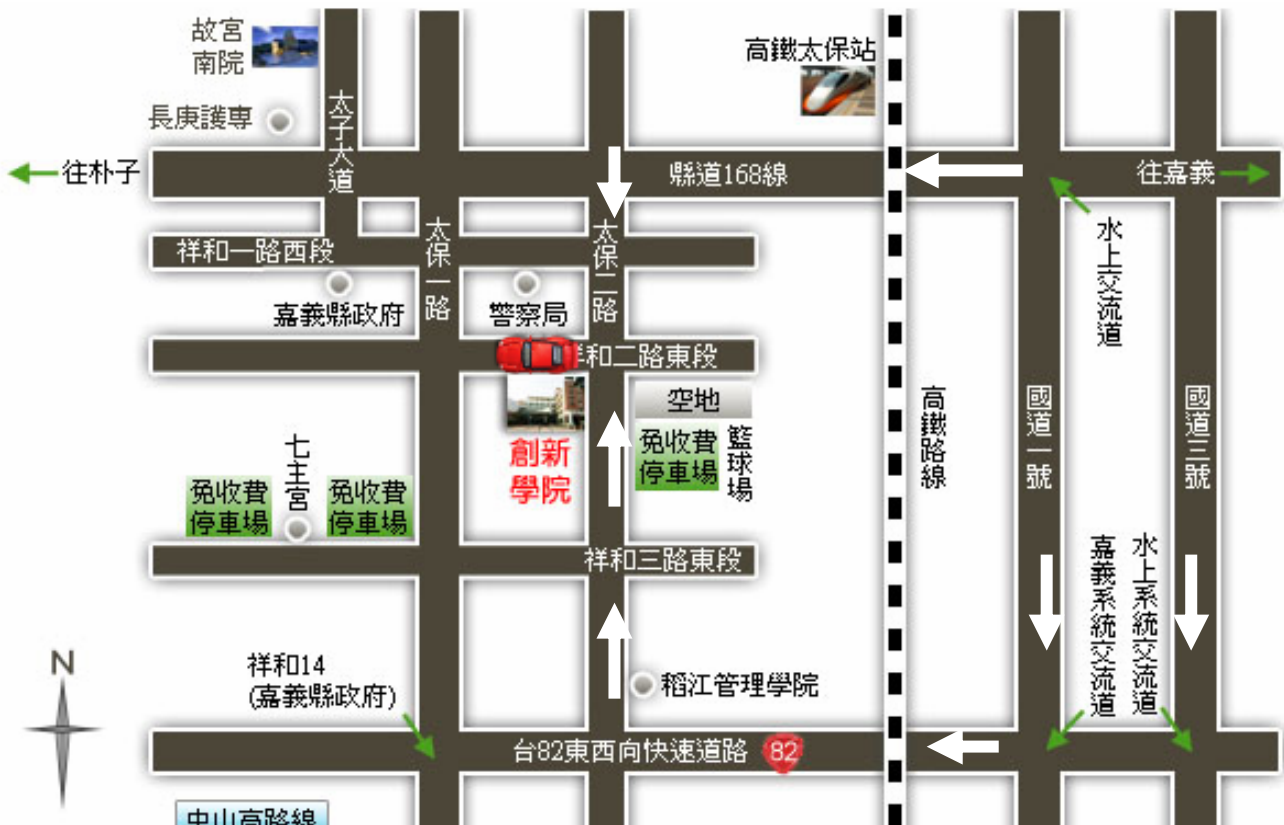 故宮
南院
長庚護専
太子大道
高鐵太保站
往朴子
縣道168線
往嘉義
水上交流道
祥和一路西段
太保一路
太保二路
嘉義縣政府
警察局
祥和二路東段
空地
免收費
停車場
籃球場
創新
學院
高鐵路線
國道一號
國道三號
七主宮
免收費
停車場
免收費
停車場
祥和三路東段
嘉義系統交流道
水上系統交流道
N
祥和14
(嘉義縣政府)
稻江管理學院
台82東西向快速道路
82
中山高路線